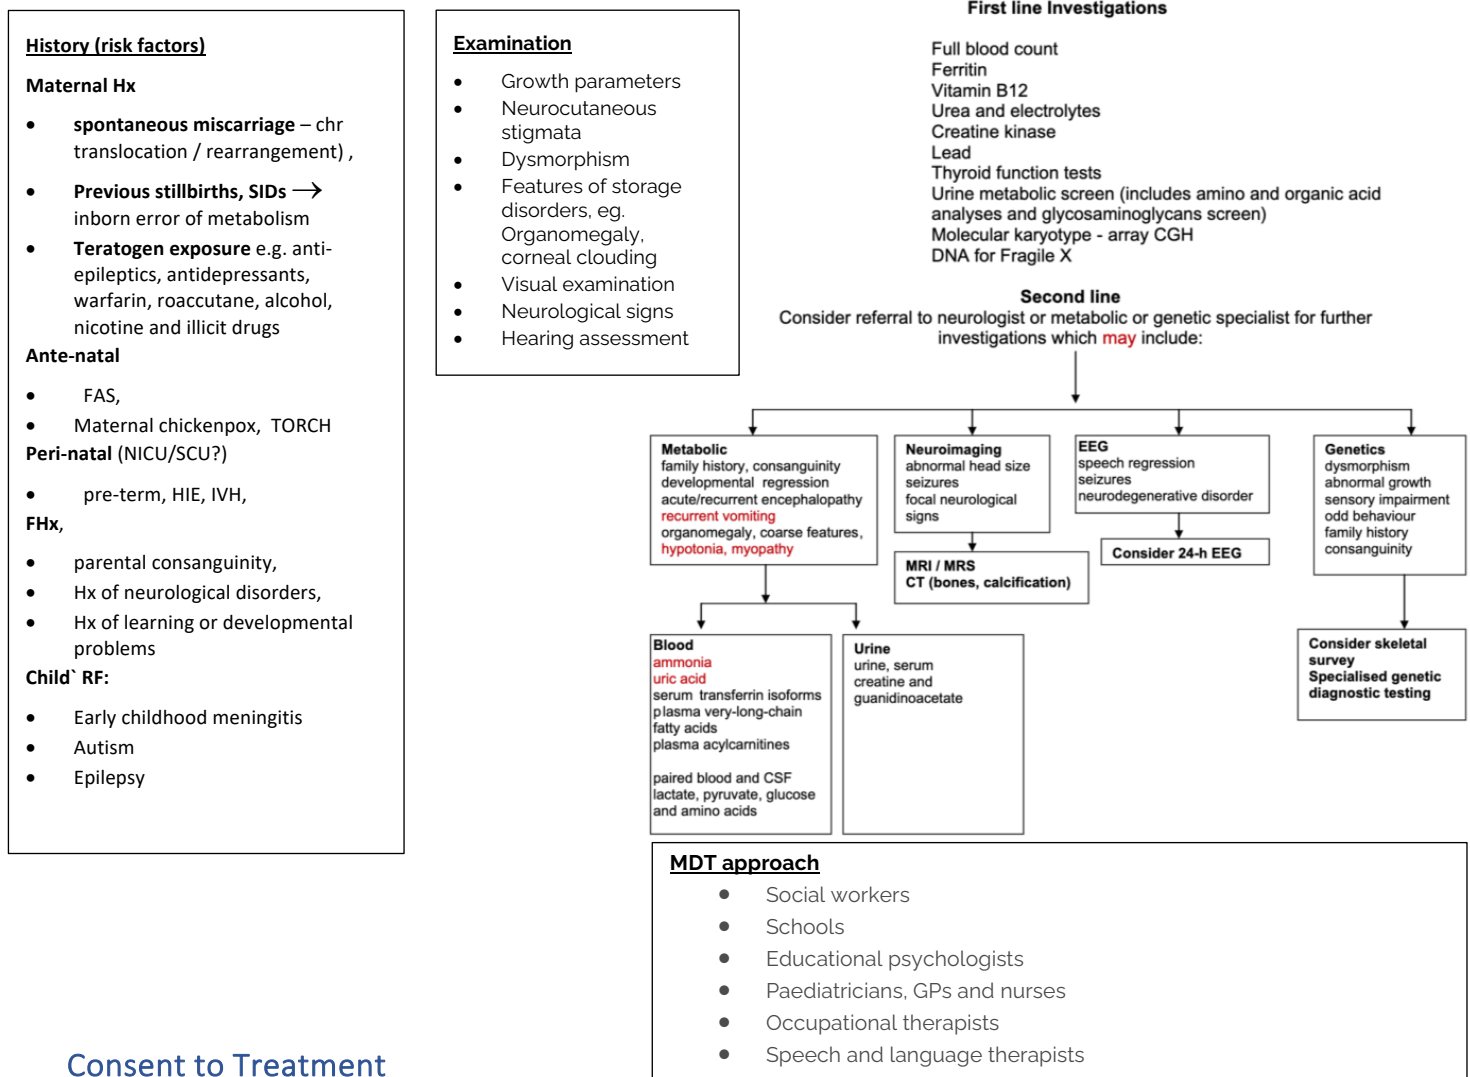 History (risk factors)
Maternal Hx
• spontaneous miscarriage – chr
translocation / rearrangement) ,
• Previous stillbirths, SIDs →
inborn error of metabolism
• Teratogen exposure e.g. anti-
epileptics, antidepressants,
warfarin, roaccutane, alcohol,
nicotine and illicit drugs
Ante-natal
• FAS,
• Maternal chickenpox, TORCH
Peri-natal (NICU/SCU?)
• pre-term, HIE, IVH,
FHx,
• parental consanguinity,
• Hx of neurological disorders,
• Hx of learning or developmental
problems
Child` RF:
• Early childhood meningitis
• Autism
• Epilepsy
Examination
• Growth parameters
• Neurocutaneous
stigmata
• Dysmorphism
• Features of storage
disorders, eg.
Organomegaly,
corneal clouding
• Visual examination
• Neurological signs
• Hearing assessment
First line Investigations
Full blood count
Ferritin
Vitamin B12
Urea and electrolytes
Creatine kinase
Lead
Thyroid function tests
Urine metabolic screen (includes amino and organic acid
analyses and glycosaminoglycans screen)
Molecular karyotype - array CGH
DNA for Fragile X
Second line
Consider referral to neurologist or metabolic or genetic specialist for further
investigations which may include:
Metabolic
family history, consanguinity
developmental regression
acute/recurrent encephalopathy
recurrent vomiting
organomegaly, coarse features,
hypotonia, myopathy
Neuroimaging
abnormal head size
seizures
focal neurological
signs
EEG
speech regression
seizures
neurodegenerative disorder
Genetics
dysmorphism
abnormal growth
sensory impairment
odd behaviour
family history
consanguinity
MRI / MRS
CT (bones, calcification)
Consider 24-h EEG
Blood
ammonia
uric acid
serum transferrin isoforms
plasma very-long-chain
fatty acids
plasma acylcarnitines
paired blood and CSF
lactate, pyruvate, glucose
and amino acids
Urine
urine, serum
creatine and
guanidinoacetate
Consider skeletal
survey
Specialised genetic
diagnostic testing
MDT approach
• Social workers
• Schools
• Educational psychologists
• Paediatricians, GPs and nurses
• Occupational therapists
• Speech and language therapists
Consent to Treatment